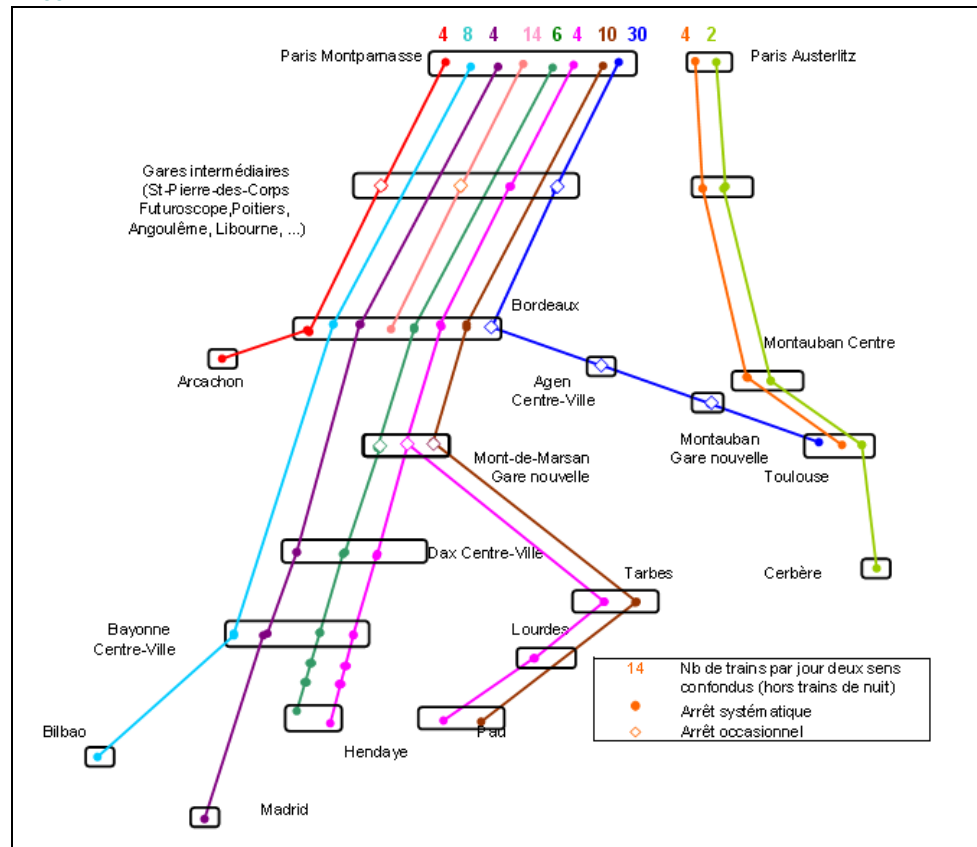 4 8 4 14 6 4 10 30 4 2
Paris Montparnasse
Paris Austerlitz
Gares intermédiaires
(St-Pierre-des-Corps
Futuroscope,Poitiers,
Angoulême, Libourne, ...)
Bordeaux
Arcachon
Agen
Centre-Ville
Montauban Centre
Montauban
Gare nouvelle
Toulouse
Mont-de-Marsan
Gare nouvelle
Dax Centre-Ville
Tarbes
Cerbère
Bayonne
Centre-Ville
Lourdes
Bilbao
Hendaye
Pau
Madrid
14 Nb de trains par jour deux sens
confondus (hors trains de nuit)
Arrêt systématique
Arrêt occasionnel